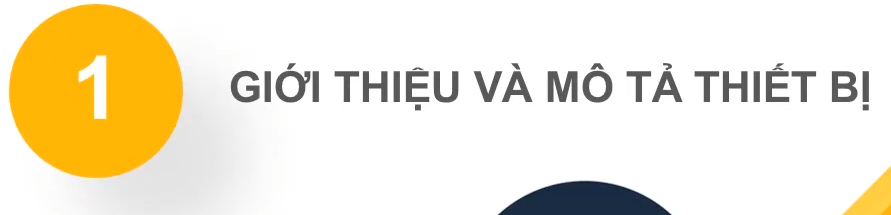 1
GIỚI THIỆU VÀ MÔ TẢ THIẾT BỊ